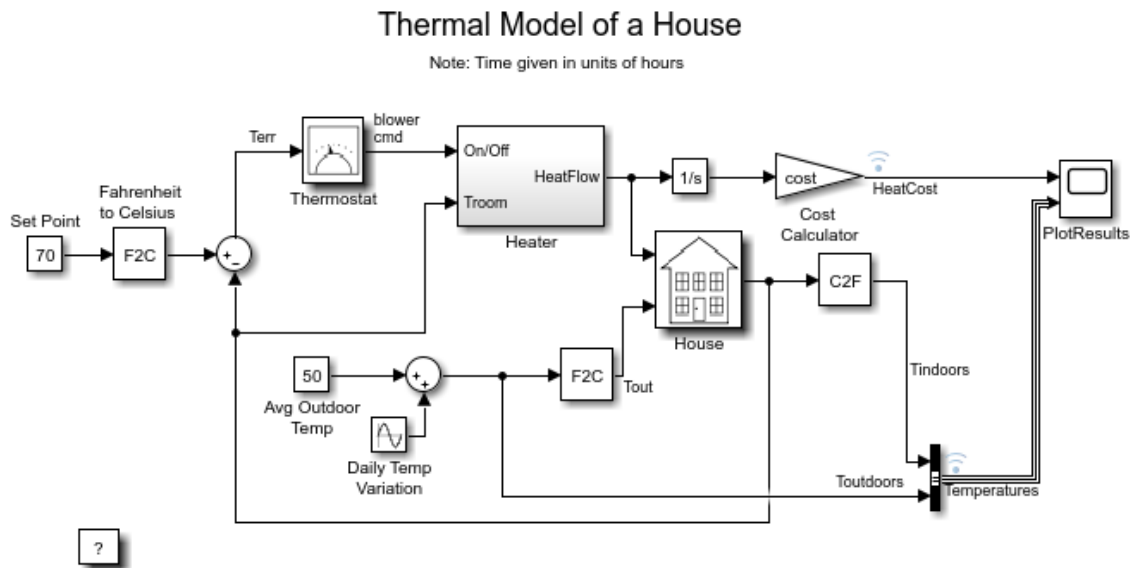 Thermal Model of a House
Note: Time given in units of hours
blower
cmd
Terr
On/Off
HeatFlow
Troom
Thermostat
Heater
1/s
cost
HeatCost
Cost
Calculator
PlotResults
Fahrenheit
to Celsius
Set Point
70
F2C
+
−
House
C2F
Tindoors
50
Avg Outdoor
Temp
+
+
F2C
Tout
Daily Temp
Variation
Toutdoors
Temperatures
?